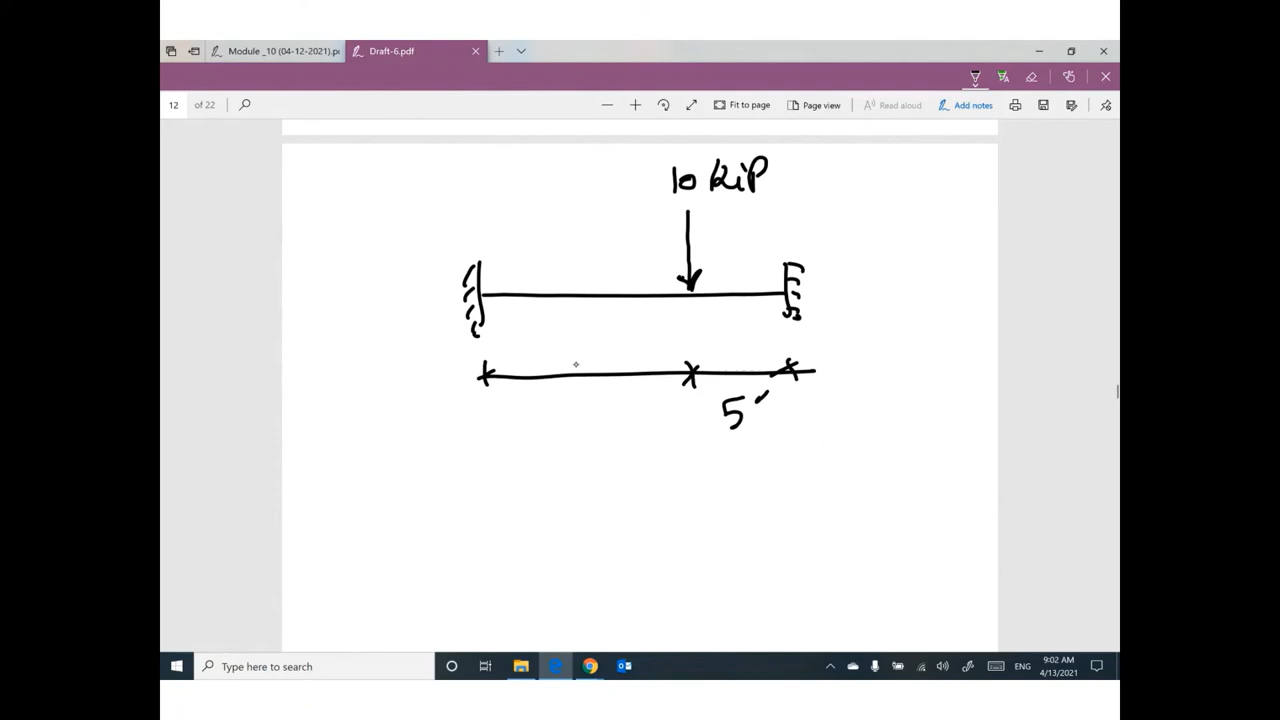 Module _10 (04-12-2021).p
Draft-6.pdf
12 of 22
Fit to page
Page view
Read aloud
Add notes
10 KiP
5'
Type here to search
ENG
9:02 AM
4/13/2021